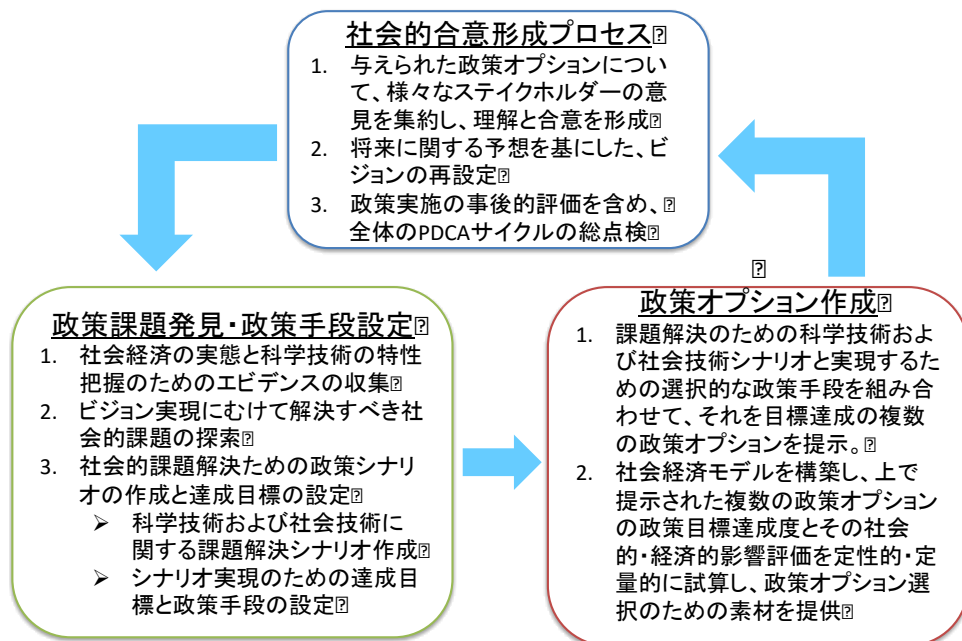 社会的合意形成プロセス
1. 与えられた政策オプションについ
て、様々なステイクホルダーの意
見を集約し、理解と合意を形成
2. 将来に関する予想を基にした、ビ
ジョンの再設定
3. 政策実施の事後的評価を含め、
全体のPDCAサイクルの総点検
政策課題発見・政策手段設定
1. 社会経済の実態と科学技術の特性
把握のためのエビデンスの収集
2. ビジョン実現にむけて解決すべき社
会的課題の探索
3. 社会的課題解決ための政策シナリ
オの作成と達成目標の設定
➢ 科学技術および社会技術に
関する課題解決シナリオ作成
➢ シナリオ実現のための達成目
標と政策手段の設定
政策オプション作成
1. 課題解決のための科学技術およ
び社会技術シナリオと実現するた
めの選択的な政策手段を組み合
わせて、それを目標達成の複数
の政策オプションを提示。
2. 社会経済モデルを構築し、上で
提示された複数の政策オプション
の政策目標達成度とその社会
的・経済的影響評価を定性的・定
量的に試算し、政策オプション選
択のための素材を提供